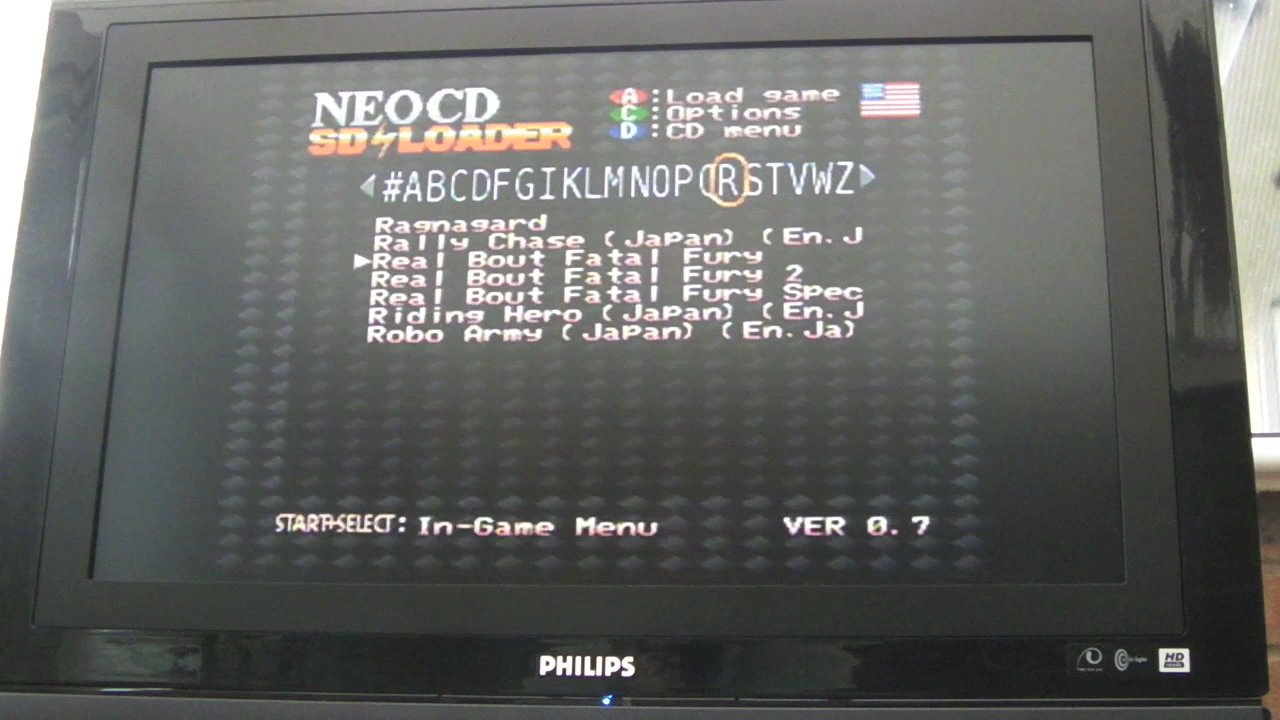 NEOCD
SD LOADER
A:Load game
C:Options
D:CD menu
#ABCDFGIKLMNOPQRSTVWZ
Ragnagard
Rally Chase (Japan) (En.J
Real Bout Fatal Fury
Real Bout Fatal Fury 2
Real Bout Fatal Fury Spec
Riding Hero (Japan) (En.J
Robo Army (Japan) (En.Ja)
START+SELECT: In-Game Menu
VER 0.7
PHILIPS
HD